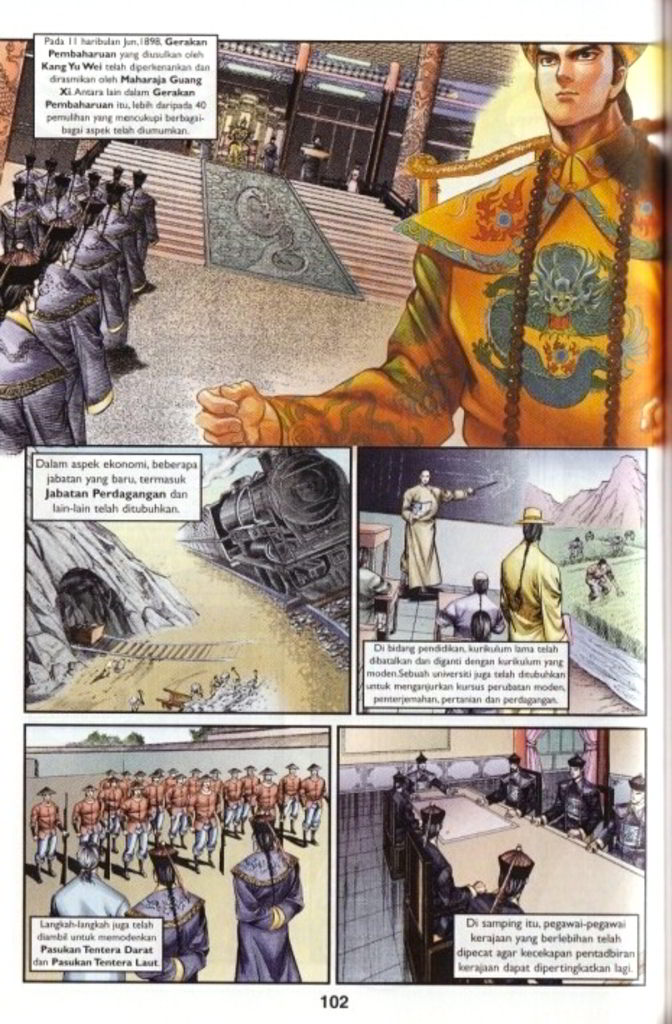 Pada 11 haribulan Jun,1898, Gerakan
Pembaharuan yang diusulkan oleh
Kang Yu Wei telah diperkenankan dan
dirasmikan oleh Maharaja Guang
Xi. Antara lain dalam Gerakan
Pembaharuan itu, lebih daripada 40
pemulihan yang mencukupi berbagai-
bagai aspek telah diumumkan.
Dalam aspek ekonomi, beberapa
jabatan yang baru, termasuk
Jabatan Perdagangan dan
lain-lain telah ditubuhkan.
Di bidang pendidikan, kurikulum lama telah
dibatalkan dan diganti dengan kurikulum yang
moden. Sebuah universiti juga telah ditubuhkan
untuk menganjurkan kursus perubatan moden,
penterjemahan, pertanian dan perdagangan.
Langkah-langkah juga telah
diambil untuk memodenkan
Pasukan Tentera Darat
dan Pasukan Tentera Laut
Di samping itu, pegawai-pegawai
kerajaan yang berlebihan telah
dipecat agar kecekapan pentadbiran
kerajaan dapat dipertingkatkan lagi.
102